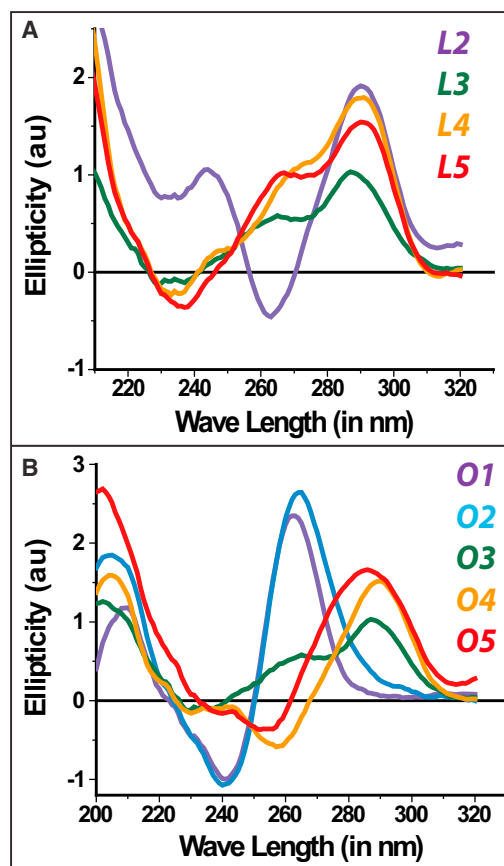 A
L2
L3
L4
L5
2
1
0
-1
Ellipticity (au)
220 240 260 280 300 320
Wave Length (in nm)
B
O1
O2
O3
O4
O5
3
2
1
0
-1
Ellipticity (au)
200 220 240 260 280 300 320
Wave Length (in nm)